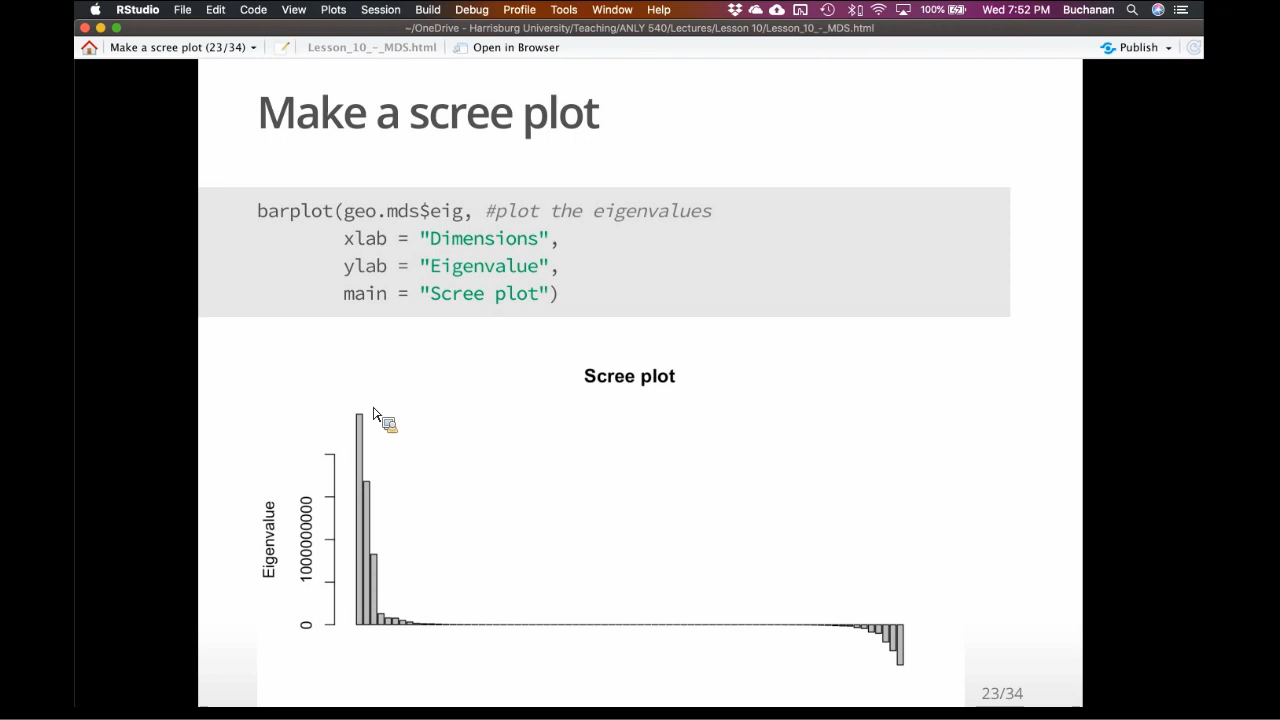 RStudio File Edit Code View Plots Session Build Debug Profile Tools Window Help 100% Wed 7:52 PM Buchanan
~/OneDrive - Harrisburg University/Teaching/ANLY 540/Lectures/Lesson 10/Lesson_10_-_MDS.html
Make a scree plot (23/34) Lesson_10_-_MDS.html Open in Browser Publish
Make a scree plot
barplot(geo.mds$eig, #plot the eigenvalues
xlab = "Dimensions",
ylab = "Eigenvalue",
main = "Scree plot")
Scree plot
Eigenvalue
1000000000
0
23/34